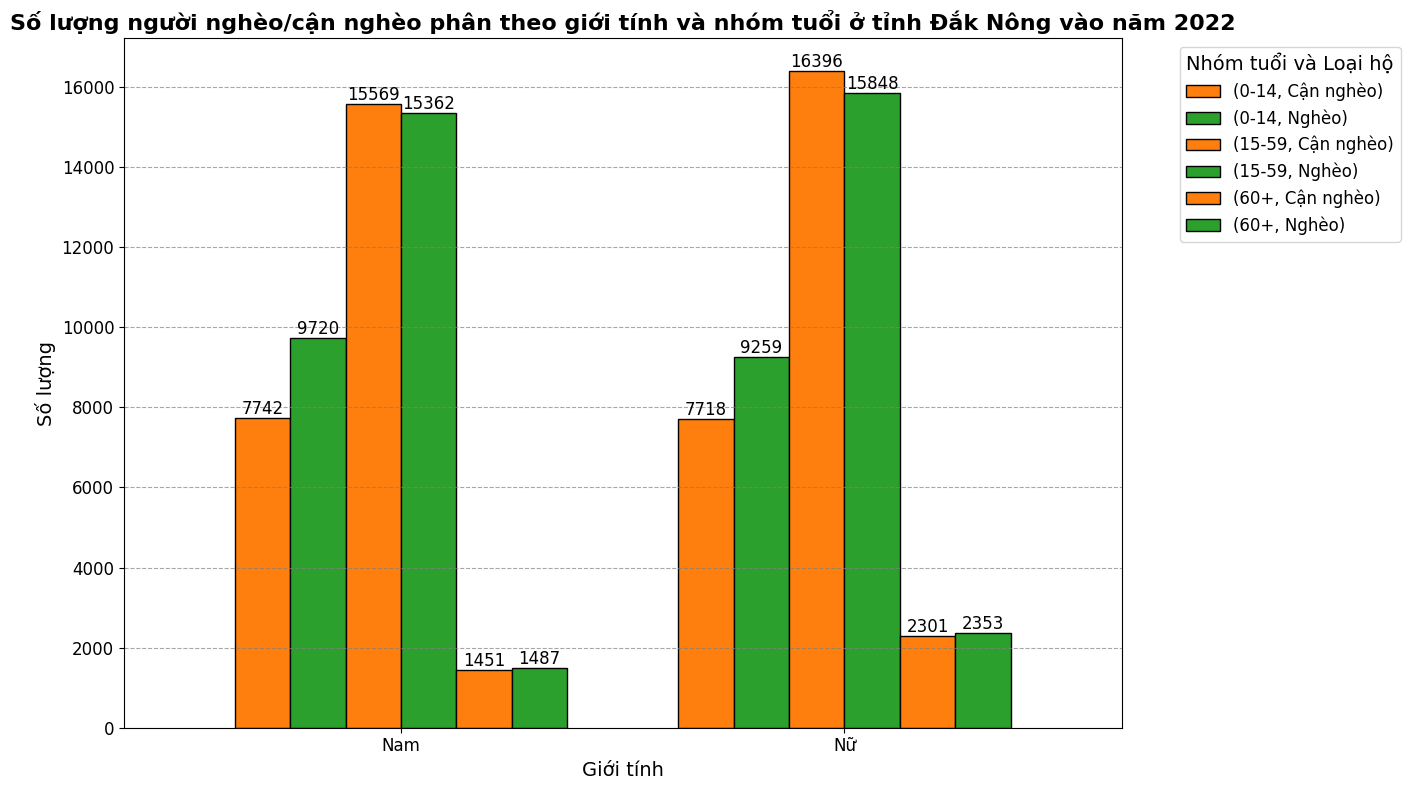 Số lượng người nghèo/cận nghèo phân theo giới tính và nhóm tuổi ở tỉnh Đắk Nông vào năm 2022
Nhóm tuổi và Loại hộ
(0-14, Cận nghèo)
(0-14, Nghèo)
(15-59, Cận nghèo)
(15-59, Nghèo)
(60+, Cận nghèo)
(60+, Nghèo)
Số lượng
16000
14000
12000
10000
8000
6000
4000
2000
0
7742
9720
15569
15362
1451
1487
7718
9259
16396
15848
2301
2353
Nam
Nữ
Giới tính